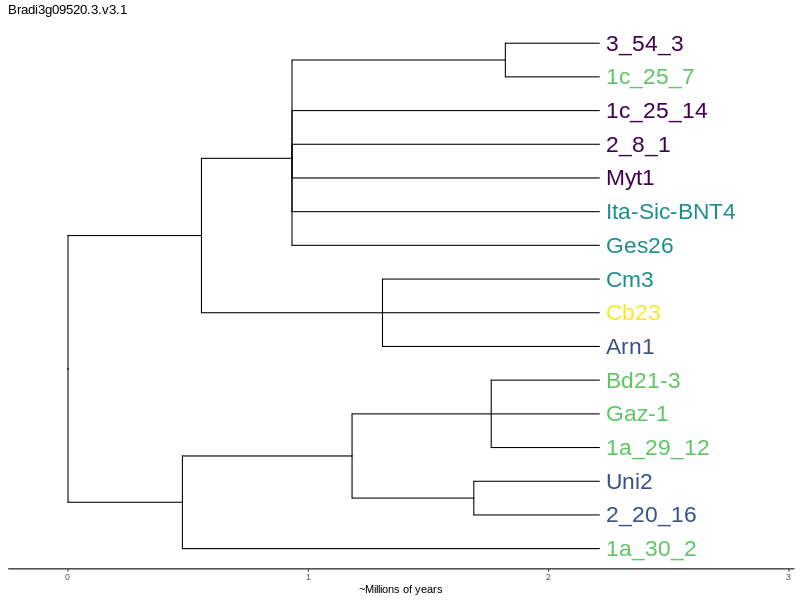 Bradi3g09520.3.v3.1
3_54_3
1c_25_7
1c_25_14
2_8_1
Myt1
Ita-Sic-BNT4
Ges26
Cm3
Cb23
Arn1
Bd21-3
Gaz-1
1a_29_12
Uni2
2_20_16
1a_30_2
0 1 2 3
~Millions of years